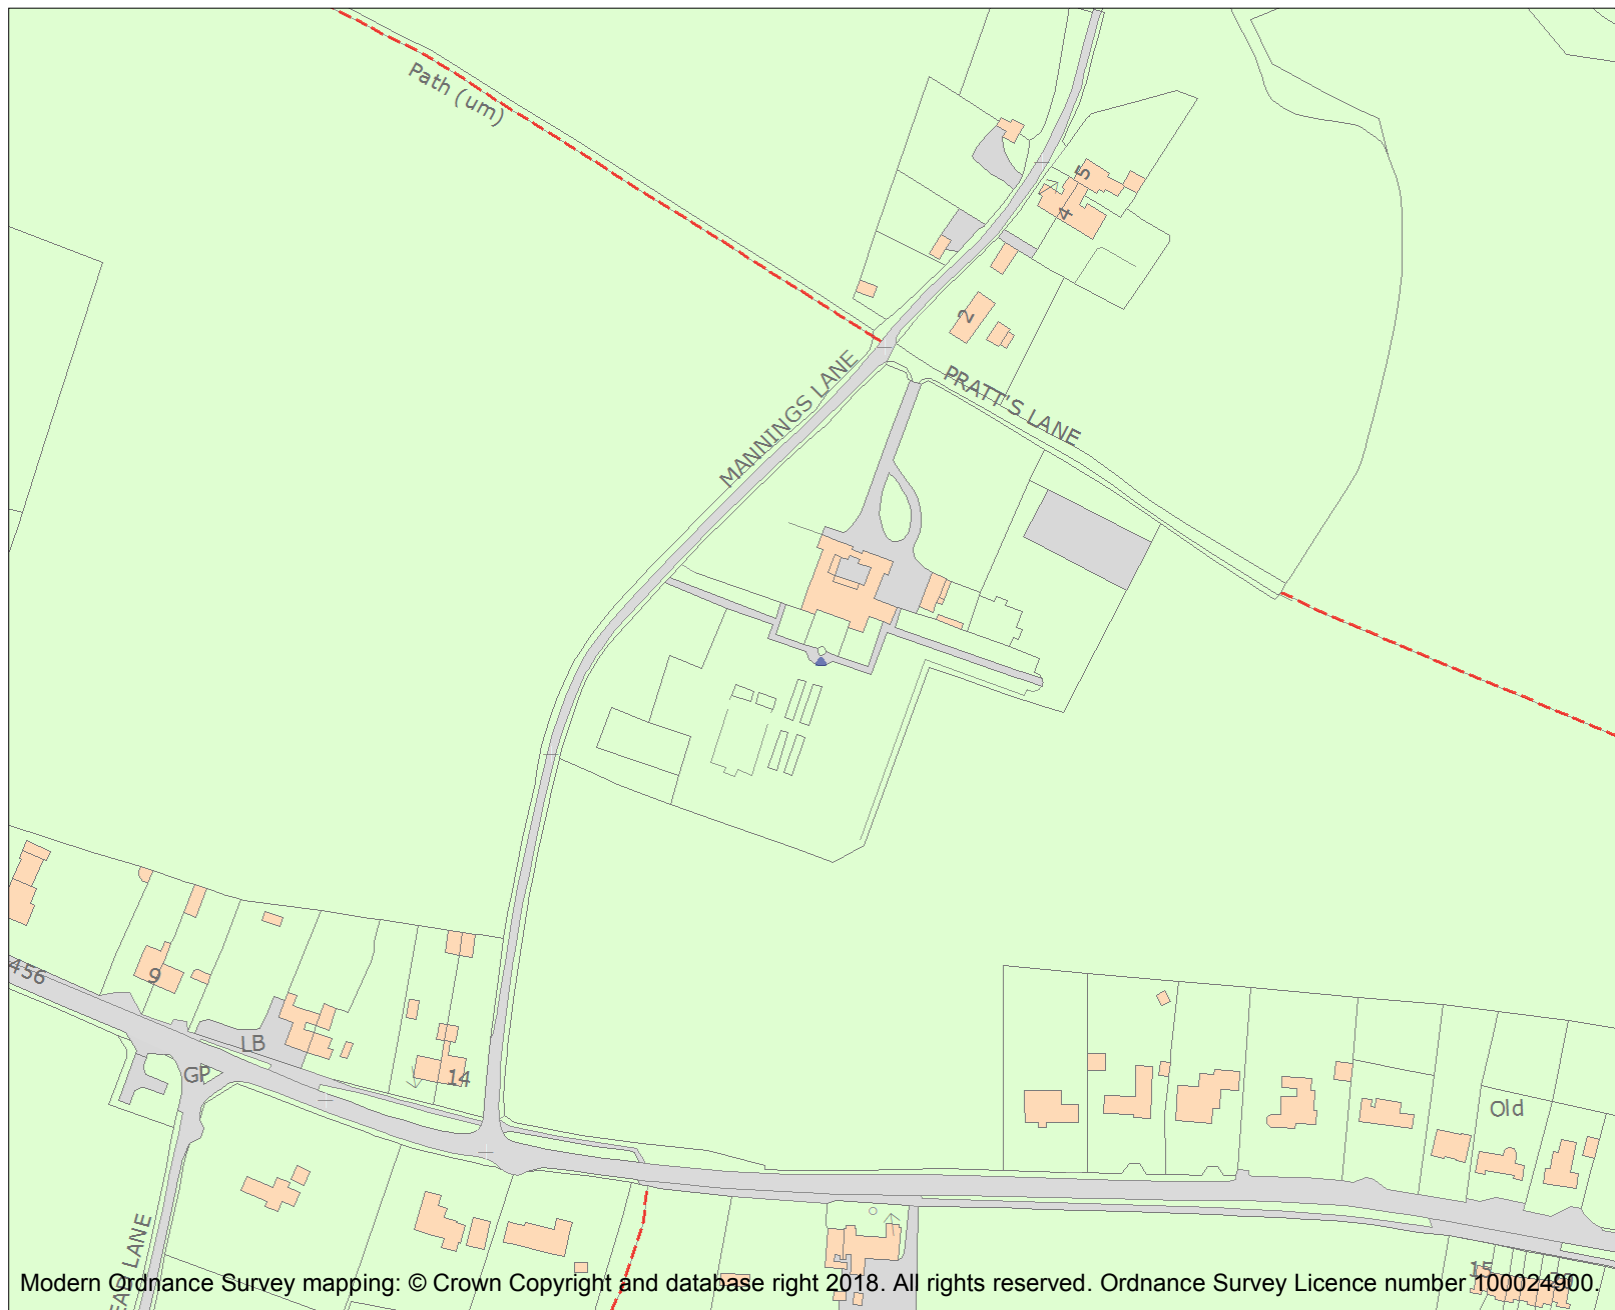 Path (um)
5
4
2
MANNINGS LANE
PRATT'S LANE
456
9
LB
GP
14
Old
15
Modern Ordnance Survey mapping: © Crown Copyright and database right 2018. All rights reserved. Ordnance Survey Licence number 100024900.